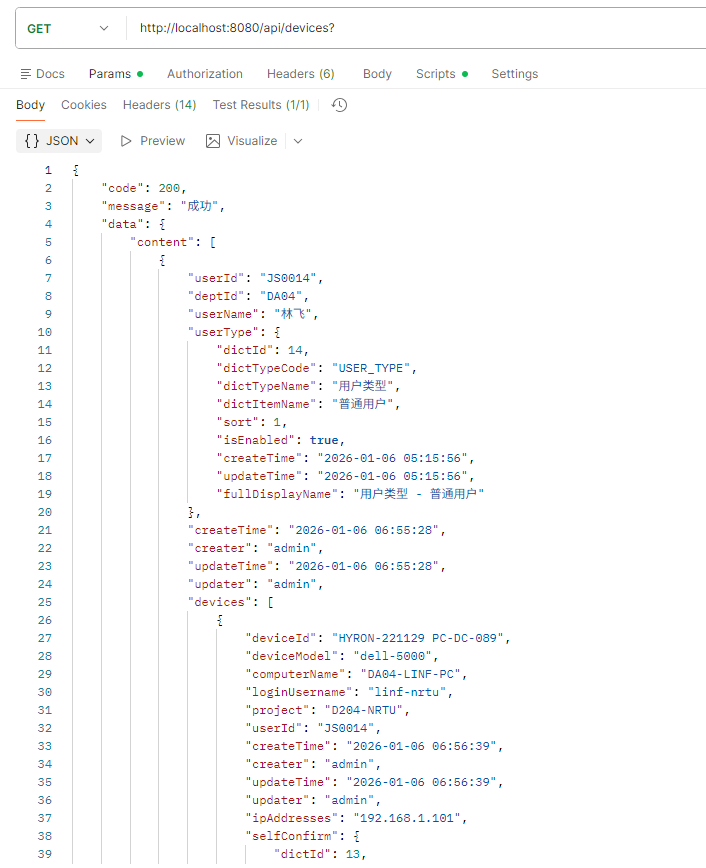 GET http://localhost:8080/api/devices?
Docs Params Authorization Headers (6) Body Scripts Settings
Body Cookies Headers (14) Test Results (1/1)
{} JSON Preview Visualize
1 {
2 "code": 200,
3 "message": "成功",
4 "data": {
5 "content": [
6 {
7 "userId": "JS0014",
8 "deptId": "DA04",
9 "userName": "林飞",
10 "userType": {
11 "dictId": 14,
12 "dictTypeCode": "USER_TYPE",
13 "dictTypeName": "用户类型",
14 "dictItemName": "普通用户",
15 "sort": 1,
16 "isEnabled": true,
17 "createTime": "2026-01-06 05:15:56",
18 "updateTime": "2026-01-06 05:15:56",
19 "fullDisplayName": "用户类型 - 普通用户"
20 },
21 "createTime": "2026-01-06 06:55:28",
22 "creater": "admin",
23 "updateTime": "2026-01-06 06:55:28",
24 "updater": "admin",
25 "devices": [
26 {
27 "deviceId": "HYRON-221129 PC-DC-089",
28 "deviceModel": "dell-5000",
29 "computerName": "DA04-LINF-PC",
30 "loginUsername": "linf-nrtu",
31 "project": "D204-NRTU",
32 "userId": "JS0014",
33 "createTime": "2026-01-06 06:56:39",
34 "creater": "admin",
35 "updateTime": "2026-01-06 06:56:39",
36 "updater": "admin",
37 "ipAddresses": "192.168.1.101",
38 "selfConfirm": {
39 "dictId": 13,